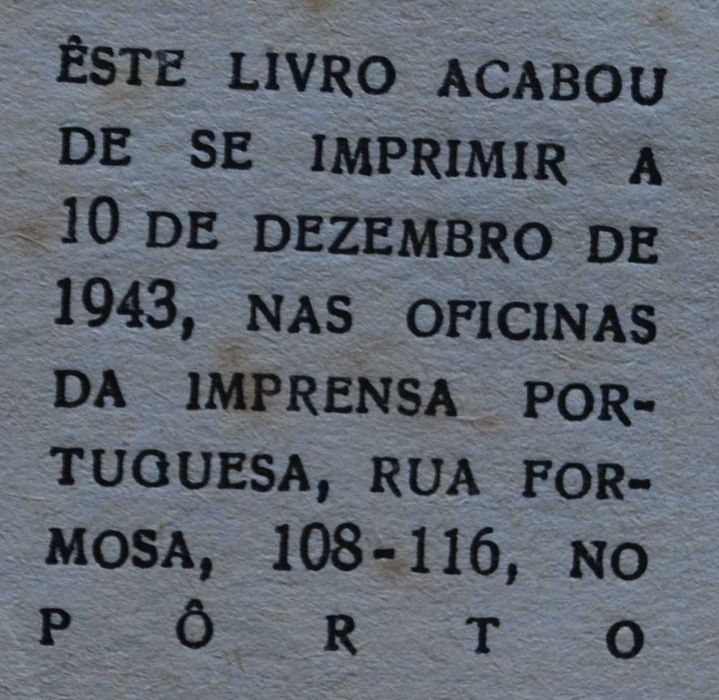 ÊSTE LIVRO ACABOU
DE SE IMPRIMIR A
10 DE DEZEMBRO DE
1943, NAS OFICINAS
DA IMPRENSA POR-
TUGUESA, RUA FOR-
MOSA, 108-116, NO
P Ô R T O